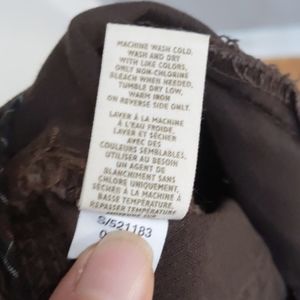 MACHINE WASH COLD.
WASH AND DRY
WITH LIKE COLORS,
ONLY NON-CHLORINE
BLEACH WHEN NEEDED,
TUMBLE DRY LOW,
WARM IRON
ON REVERSE SIDE ONLY.
LAVER À LA MACHINE
À L'EAU FROIDE.
LAVER ET SÉCHER
AVEC DES
COULEURS SEMBLABLES,
UTILISER AU BESOIN
UN AGENT DE
BLANCHIMENT SANS
CHLORE UNIQUEMENT,
SÉCHER À LA MACHINE À
BASSE TEMPÉRATURE
REPASSER TEMPÉRATURE
S/5211B3